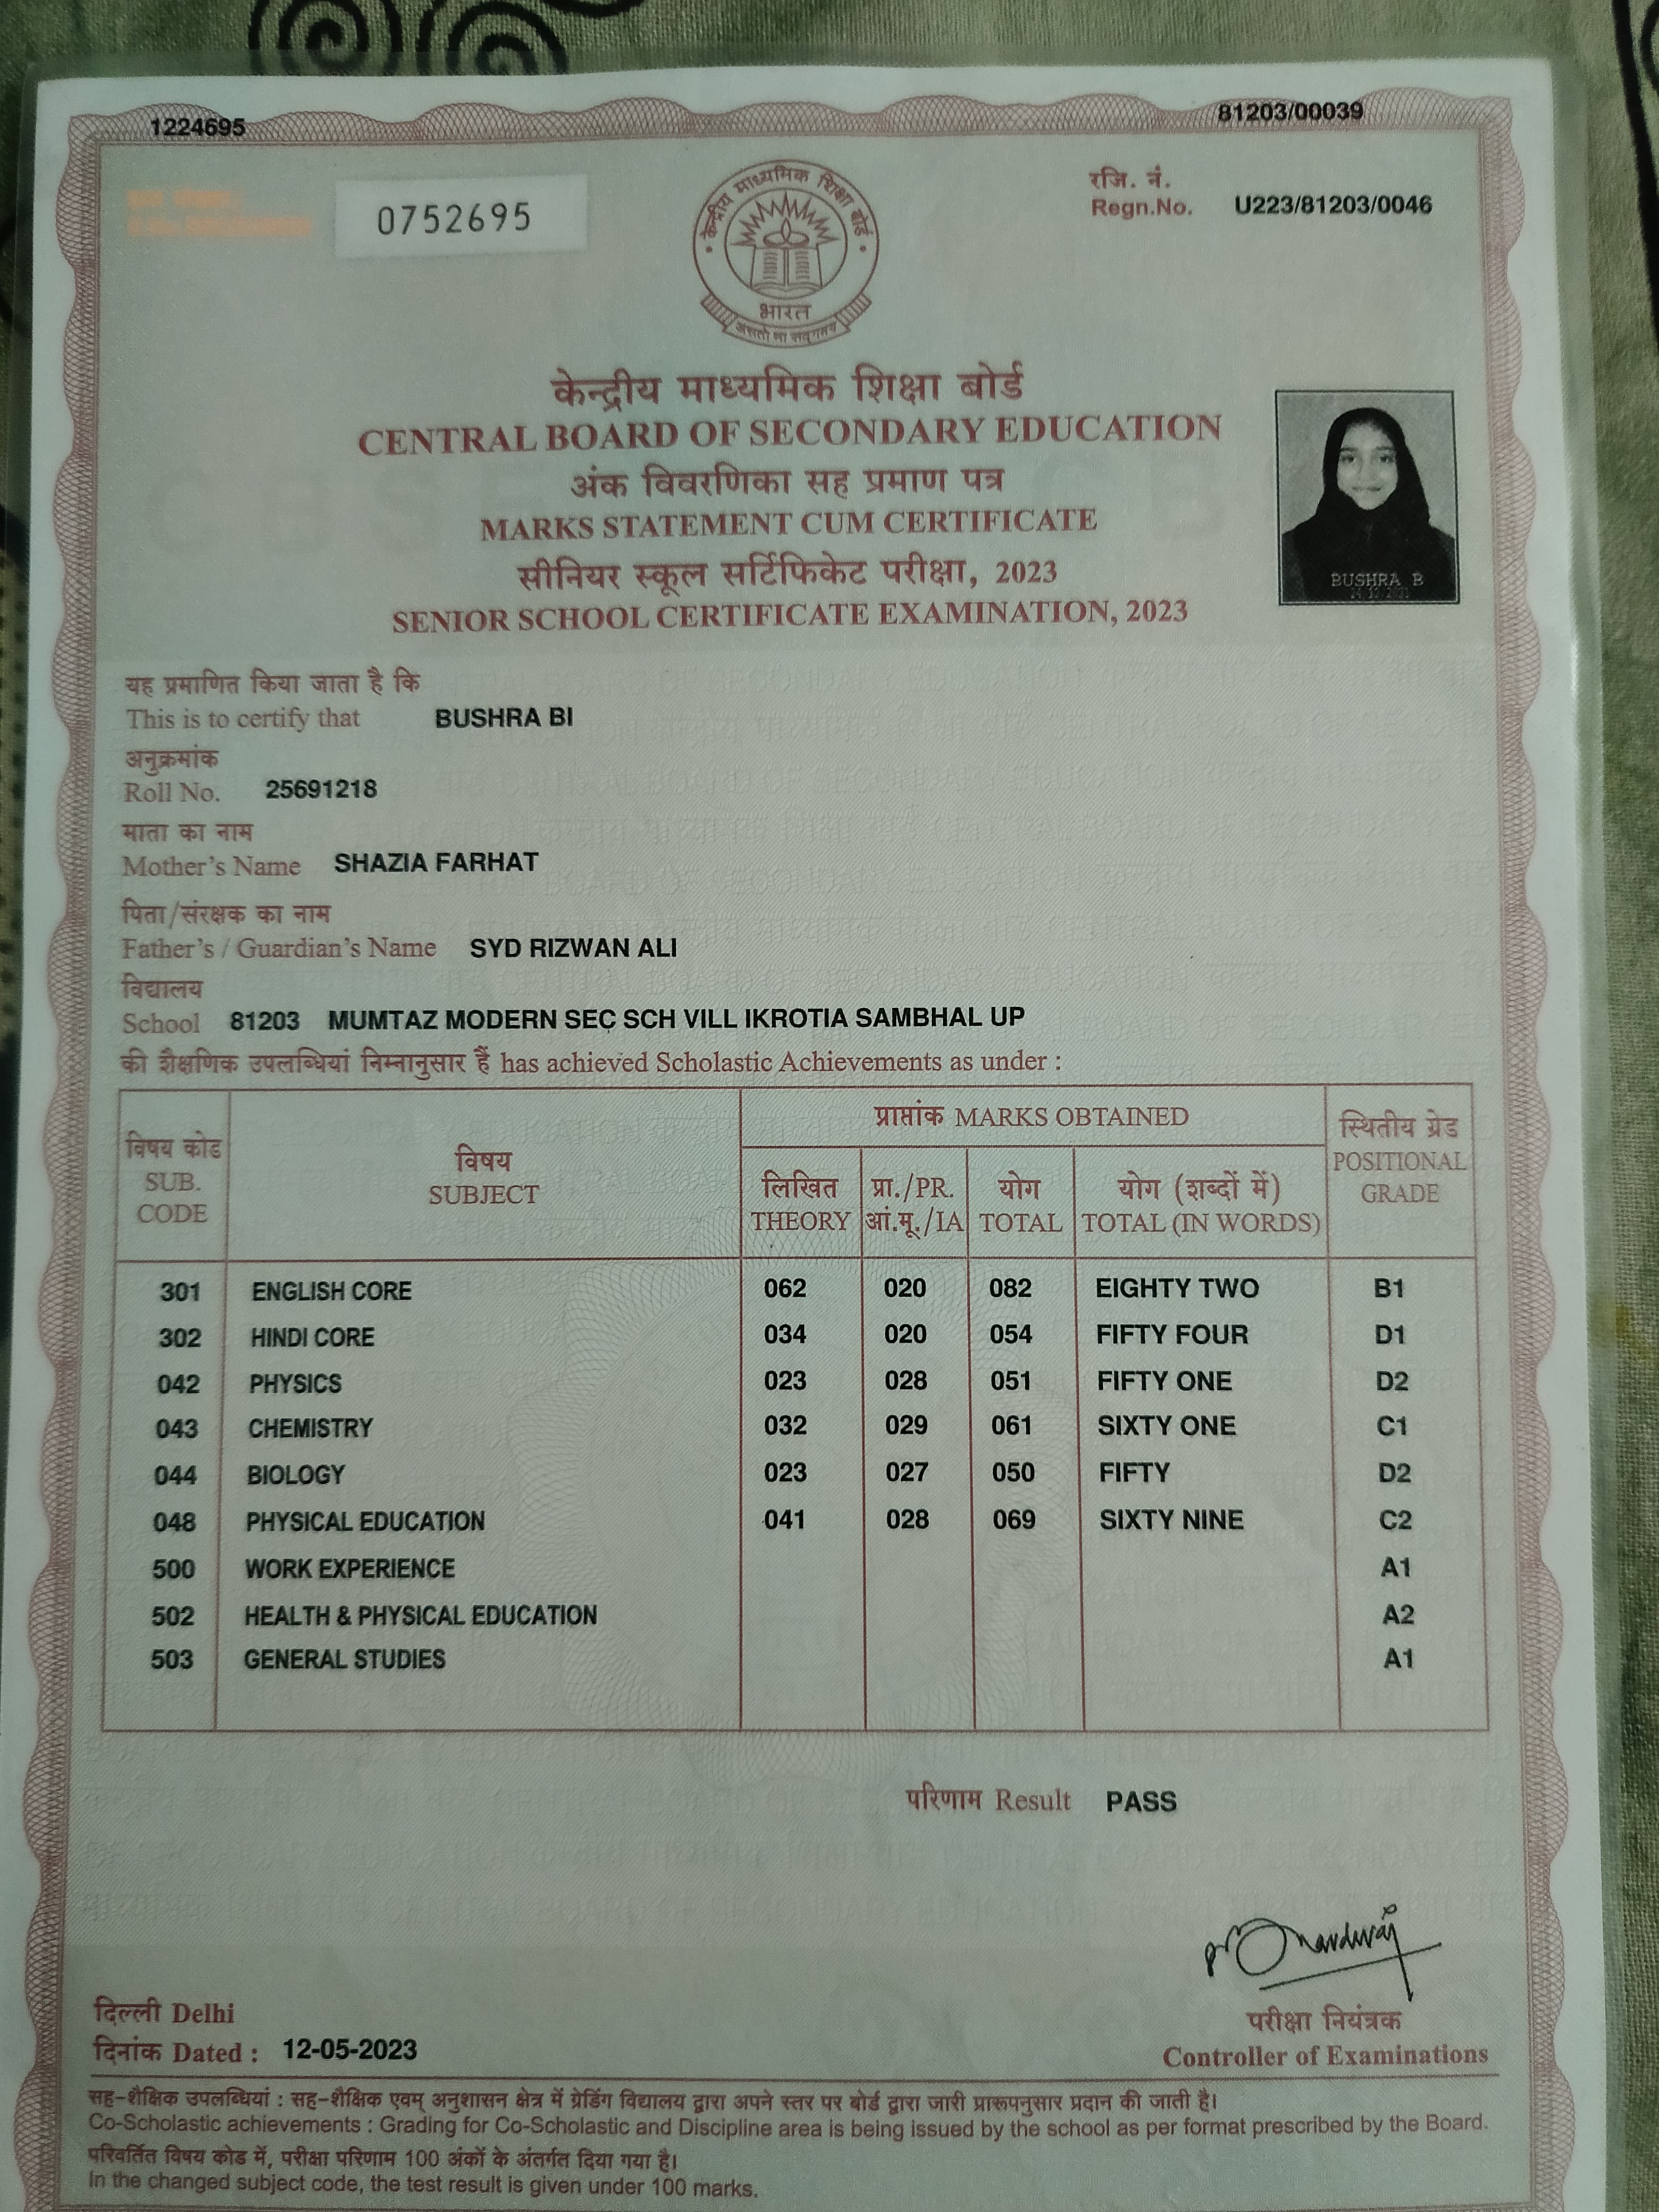 1224695
81203/00039
0752695
रजि. नं.
Regn.No. U223/81203/0046
केन्द्रीय माध्यमिक शिक्षा बोर्ड
भारत
असतो मा सद्गमय
केन्द्रीय माध्यमिक शिक्षा बोर्ड
CENTRAL BOARD OF SECONDARY EDUCATION
अंक विवरणिका सह प्रमाण पत्र
MARKS STATEMENT CUM CERTIFICATE
सीनियर स्कूल सर्टिफिकेट परीक्षा, 2023
SENIOR SCHOOL CERTIFICATE EXAMINATION, 2023
BUSHRA B
यह प्रमाणित किया जाता है कि
This is to certify that BUSHRA BI
अनुक्रमांक
Roll No. 25691218
माता का नाम
Mother's Name SHAZIA FARHAT
पिता/संरक्षक का नाम
Father's / Guardian's Name SYD RIZWAN ALI
विद्यालय
School 81203 MUMTAZ MODERN SEC SCH VILL IKROTIA SAMBHAL UP
की शैक्षणिक उपलब्धियां निम्नानुसार हैं has achieved Scholastic Achievements as under :
विषय कोड
SUB.
CODE
विषय
SUBJECT
प्राप्तांक MARKS OBTAINED
लिखित
THEORY
प्रा./PR.
आं.मू./IA
योग
TOTAL
योग (शब्दों में)
TOTAL (IN WORDS)
स्थितीय ग्रेड
POSITIONAL
GRADE
301 ENGLISH CORE 062 020 082 EIGHTY TWO B1
302 HINDI CORE 034 020 054 FIFTY FOUR D1
042 PHYSICS 023 028 051 FIFTY ONE D2
043 CHEMISTRY 032 029 061 SIXTY ONE C1
044 BIOLOGY 023 027 050 FIFTY D2
048 PHYSICAL EDUCATION 041 028 069 SIXTY NINE C2
500 WORK EXPERIENCE A1
502 HEALTH & PHYSICAL EDUCATION A2
503 GENERAL STUDIES A1
परिणाम Result PASS
दिल्ली Delhi
दिनांक Dated : 12-05-2023
परीक्षा नियंत्रक
Controller of Examinations
सह-शैक्षिक उपलब्धियां : सह-शैक्षिक एवम् अनुशासन क्षेत्र में ग्रेडिंग विद्यालय द्वारा अपने स्तर पर बोर्ड द्वारा जारी प्रारूपनुसार प्रदान की जाती है।
Co-Scholastic achievements : Grading for Co-Scholastic and Discipline area is being issued by the school as per format prescribed by the Board.
परिवर्तित विषय कोड में, परीक्षा परिणाम 100 अंकों के अंतर्गत दिया गया है।
In the changed subject code, the test result is given under 100 marks.